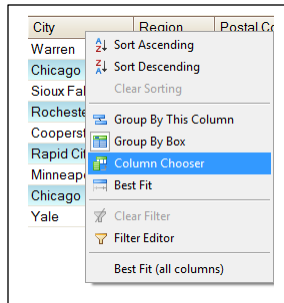 City Region Postal Co
Warren
Chicago
Sioux Fal
Rocheste
Cooperst
Rapid Cit
Minneap
Chicago
Yale
Sort Ascending
Sort Descending
Clear Sorting
Group By This Column
Group By Box
Column Chooser
Best Fit
Clear Filter
Filter Editor
Best Fit (all columns)